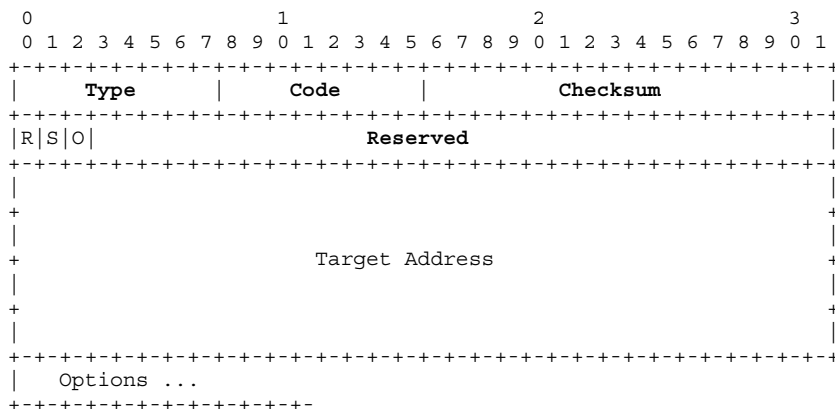 0                   1                   2                   3
0 1 2 3 4 5 6 7 8 9 0 1 2 3 4 5 6 7 8 9 0 1 2 3 4 5 6 7 8 9 0 1
+-+-+-+-+-+-+-+-+-+-+-+-+-+-+-+-+-+-+-+-+-+-+-+-+-+-+-+-+-+-+-+-+
|     Type      |     Code      |          Checksum             |
+-+-+-+-+-+-+-+-+-+-+-+-+-+-+-+-+-+-+-+-+-+-+-+-+-+-+-+-+-+-+-+-+
|R|S|O|                     Reserved                            |
+-+-+-+-+-+-+-+-+-+-+-+-+-+-+-+-+-+-+-+-+-+-+-+-+-+-+-+-+-+-+-+-+
|                                                               |
+                                                               +
|                                                               |
+                       Target Address                          +
|                                                               |
+                                                               +
|                                                               |
+-+-+-+-+-+-+-+-+-+-+-+-+-+-+-+-+-+-+-+-+-+-+-+-+-+-+-+-+-+-+-+-+
|   Options ...
+-+-+-+-+-+-+-+-+-+-+-+-